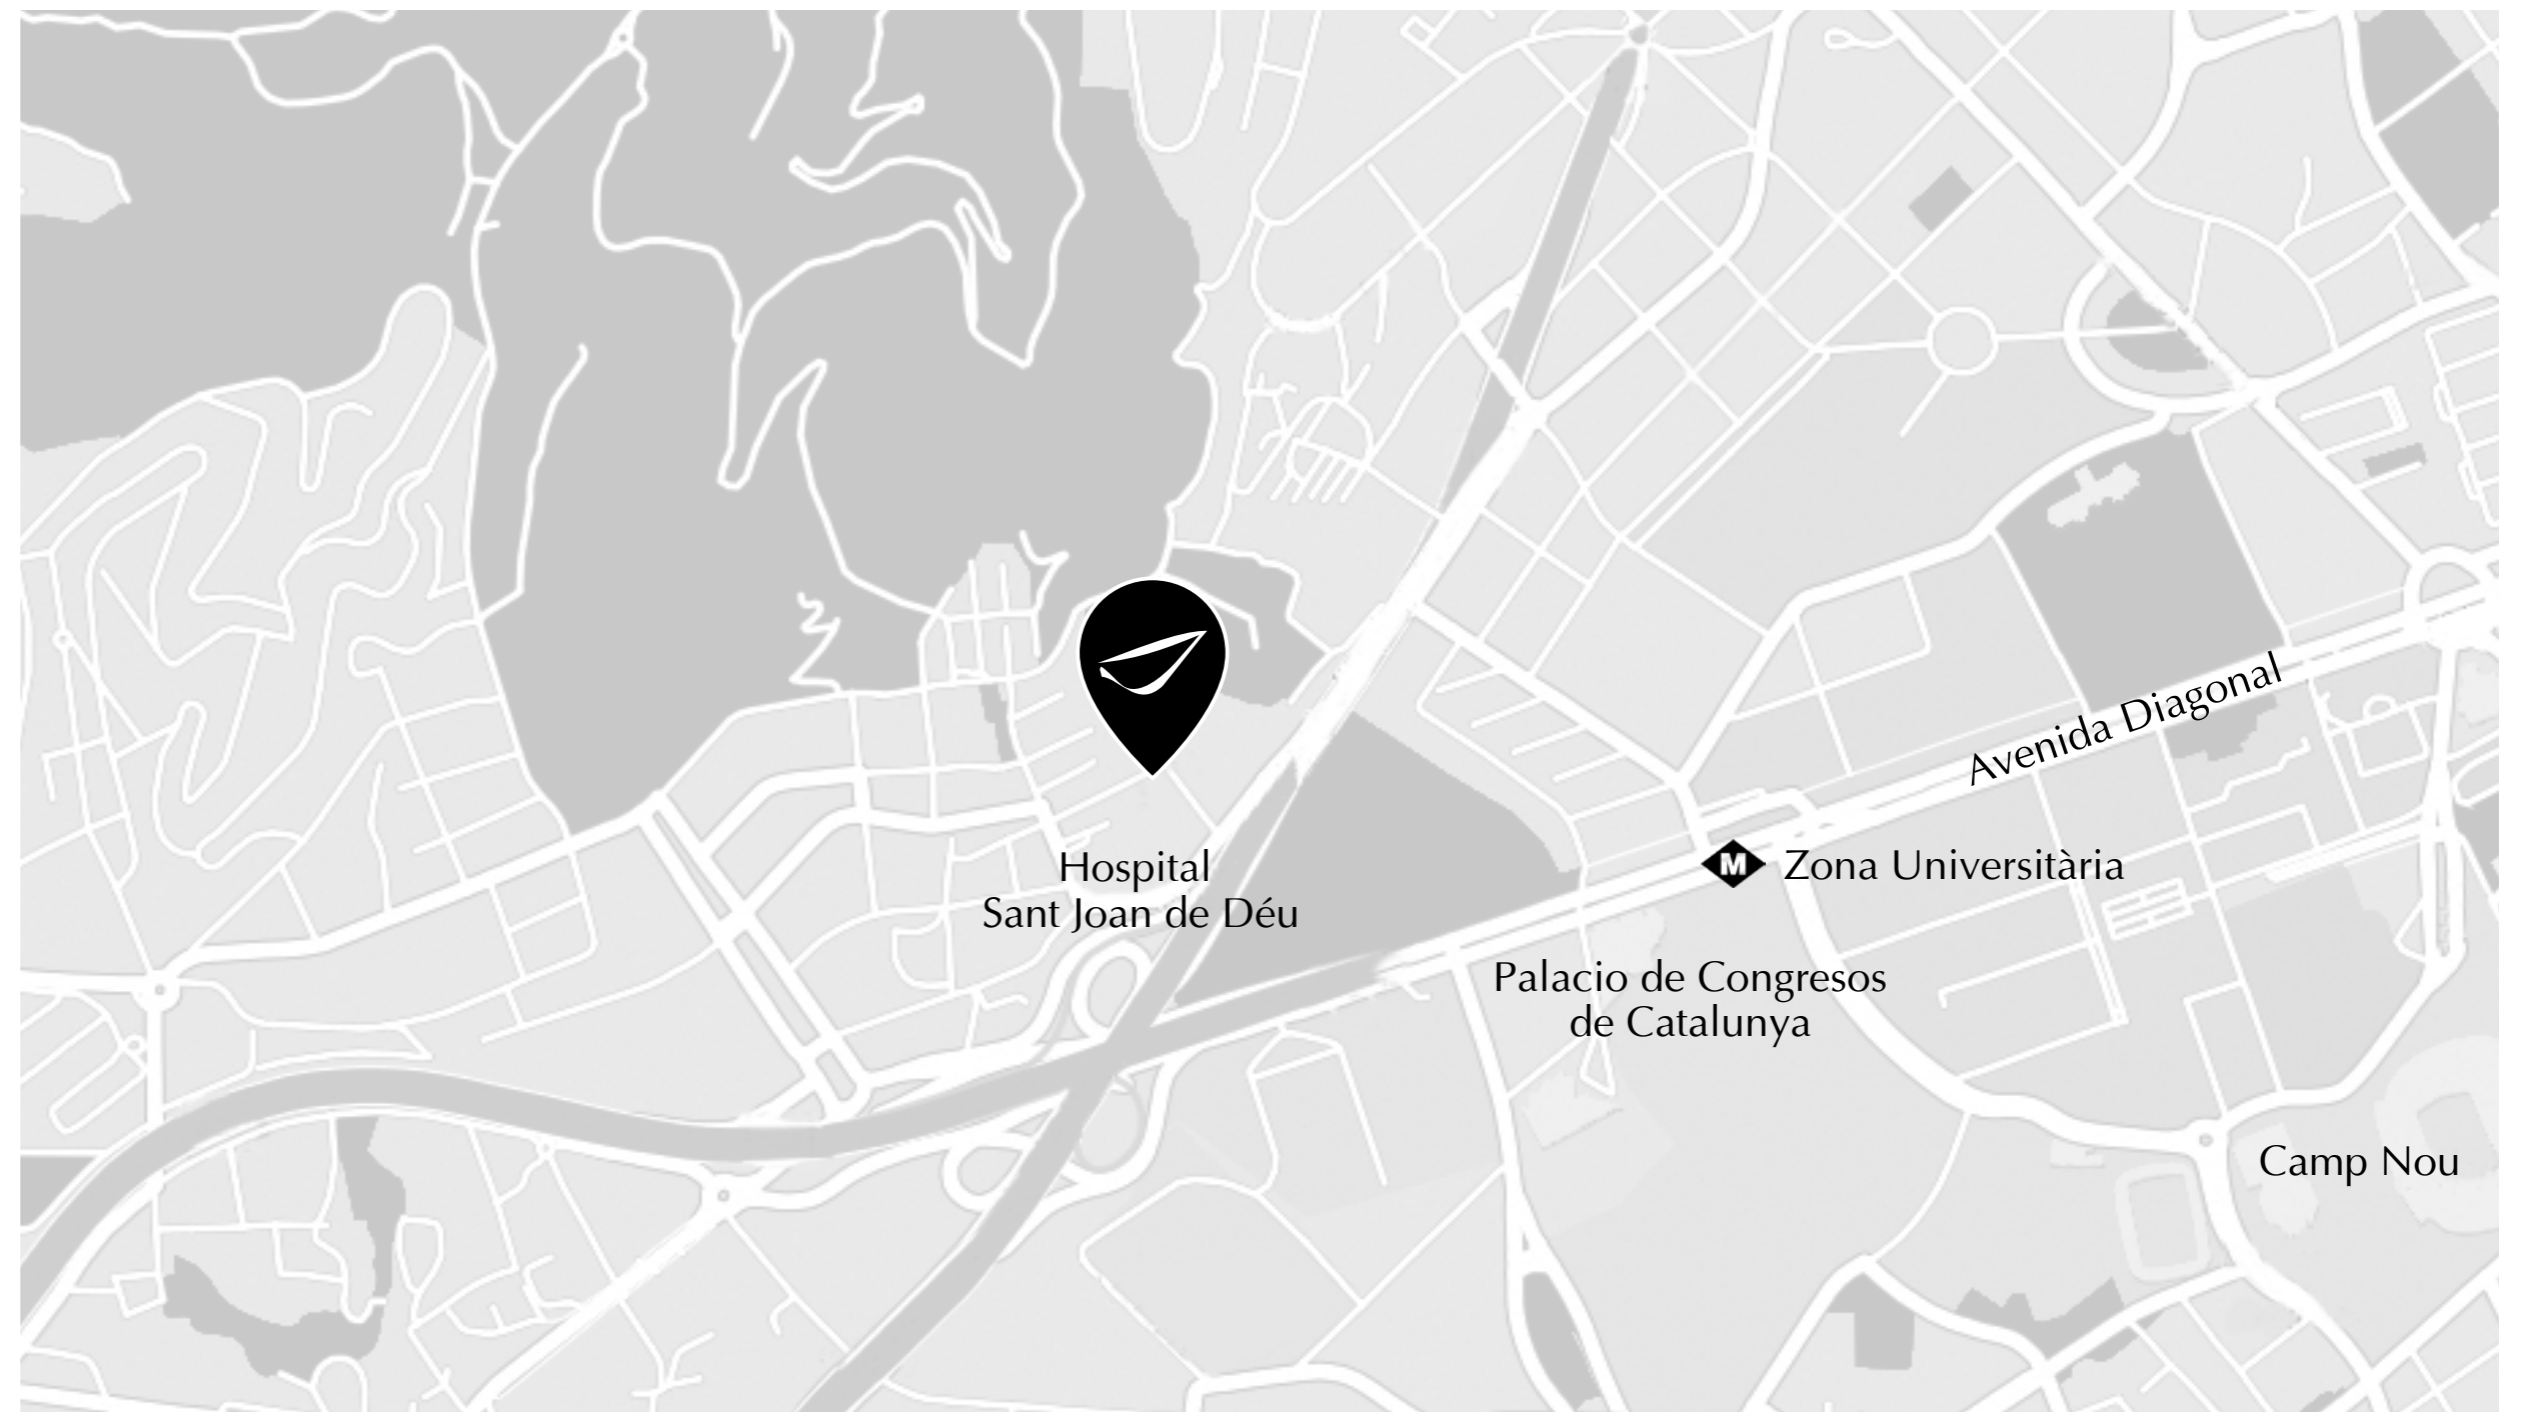 Avenida Diagonal
Hospital
Sant Joan de Déu
M Zona Universitària
Palacio de Congresos
de Catalunya
Camp Nou